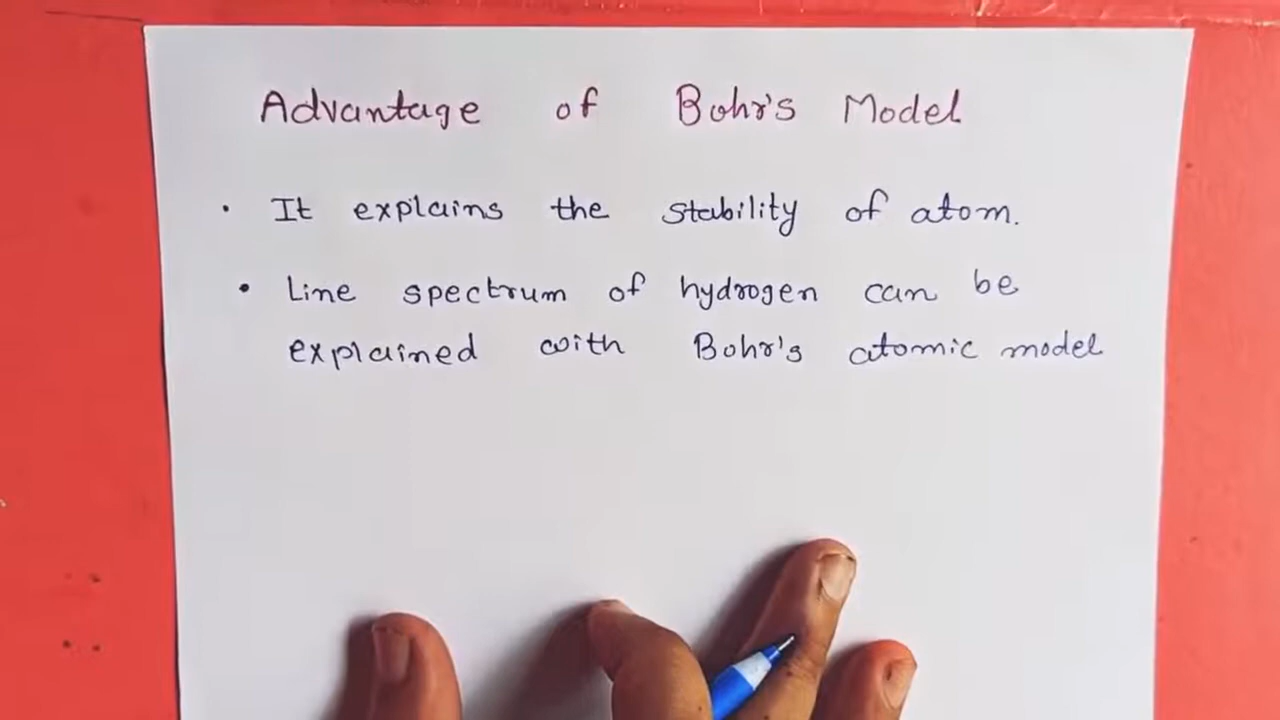 Advantage of Bohr's Model
• It explains the stability of atom.
• Line spectrum of hydrogen can be
explained with Bohr's atomic model